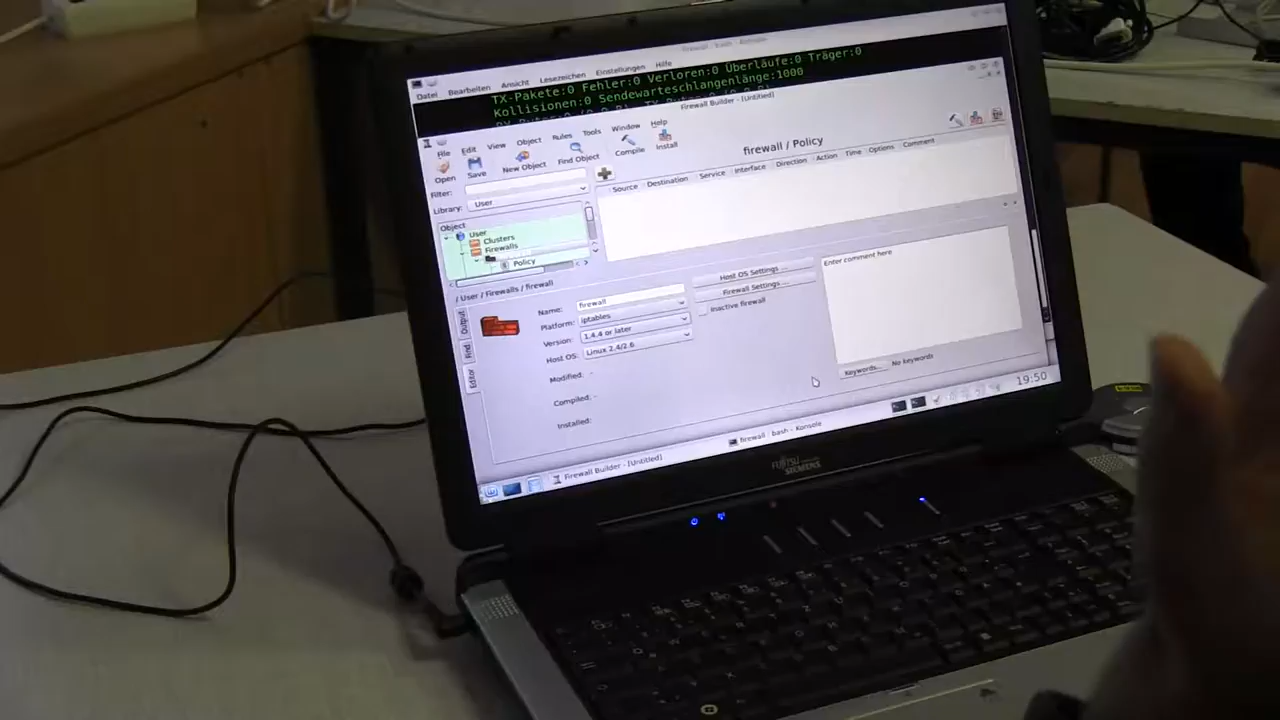 Firewall : bash - Konsole
Datei Bearbeiten Ansicht Lesezeichen Einstellungen Hilfe
TX-Pakete:0 Fehler:0 Verloren:0 Überläufe:0 Träger:0
Kollisionen:0 Sendewarteschlangenlänge:1000
Firewall Builder - [Untitled]
File Edit View Object Rules Tools Window Help
Open Save New Object Find Object Compile Install
firewall / Policy
Filter:
Library: User
Source Destination Service Interface Direction Action Time Options Comment
Object
User
Clusters
Firewalls
Policy
/ User / Firewalls / firewall
Output
Find
Editor
Name: firewall
Platform: iptables
Version: 1.4.4 or later
Host OS: Linux 2.4/2.6
Modified: -
Compiled: -
Installed:
Host OS Settings ...
Firewall Settings ...
Inactive firewall
Enter comment here
Keywords... No keywords
Firewall Builder - [Untitled]
firewall : bash - Konsole
19:50
FUJITSU
SIEMENS